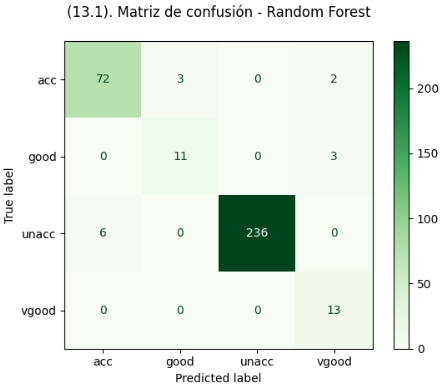 (13.1). Matriz de confusión - Random Forest
acc 72 3 0 2
good 0 11 0 3
unacc 6 0 236 0
vgood 0 0 0 13
acc good unacc vgood
Predicted label
True label
200
150
100
50
0